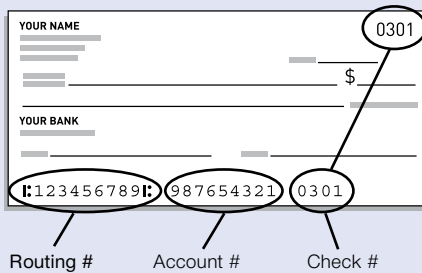 YOUR NAME
0301
$
YOUR BANK
⑆123456789⑆ 987654321 0301
Routing # Account # Check #